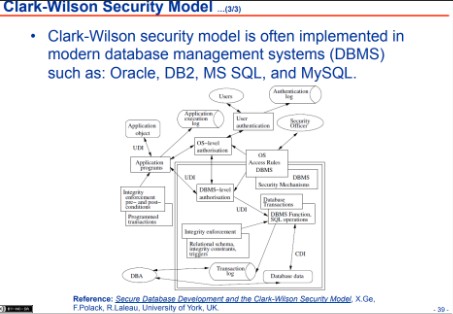 Clark-Wilson Security Model ...(3/3)
• Clark-Wilson security model is often implemented in
modern database management systems (DBMS)
such as: Oracle, DB2, MS SQL, and MySQL.
Users
Authentication
log
Application
execution
log
User
authentication
Security
Officer
Application
object
UDI
OS-level
authorisation
OS
Access Rules
DBMS
Application
programs
UDI
DBMS
Security Mechanisms
DBMS-level
authorisation
Integrity
enforcement
pre- and post-
conditions
Programmed
transactions
UDI
Database
Transactions
DBMS Function,
SQL operations
Integrity enforcement
Relational schema,
integrity constraints,
triggers
CDI
DBA
Transaction
log
Database data
Reference: Secure Database Development and the Clark-Wilson Security Model, X.Ge,
F.Polack, R.Laleau, University of York, UK.
- 39 -